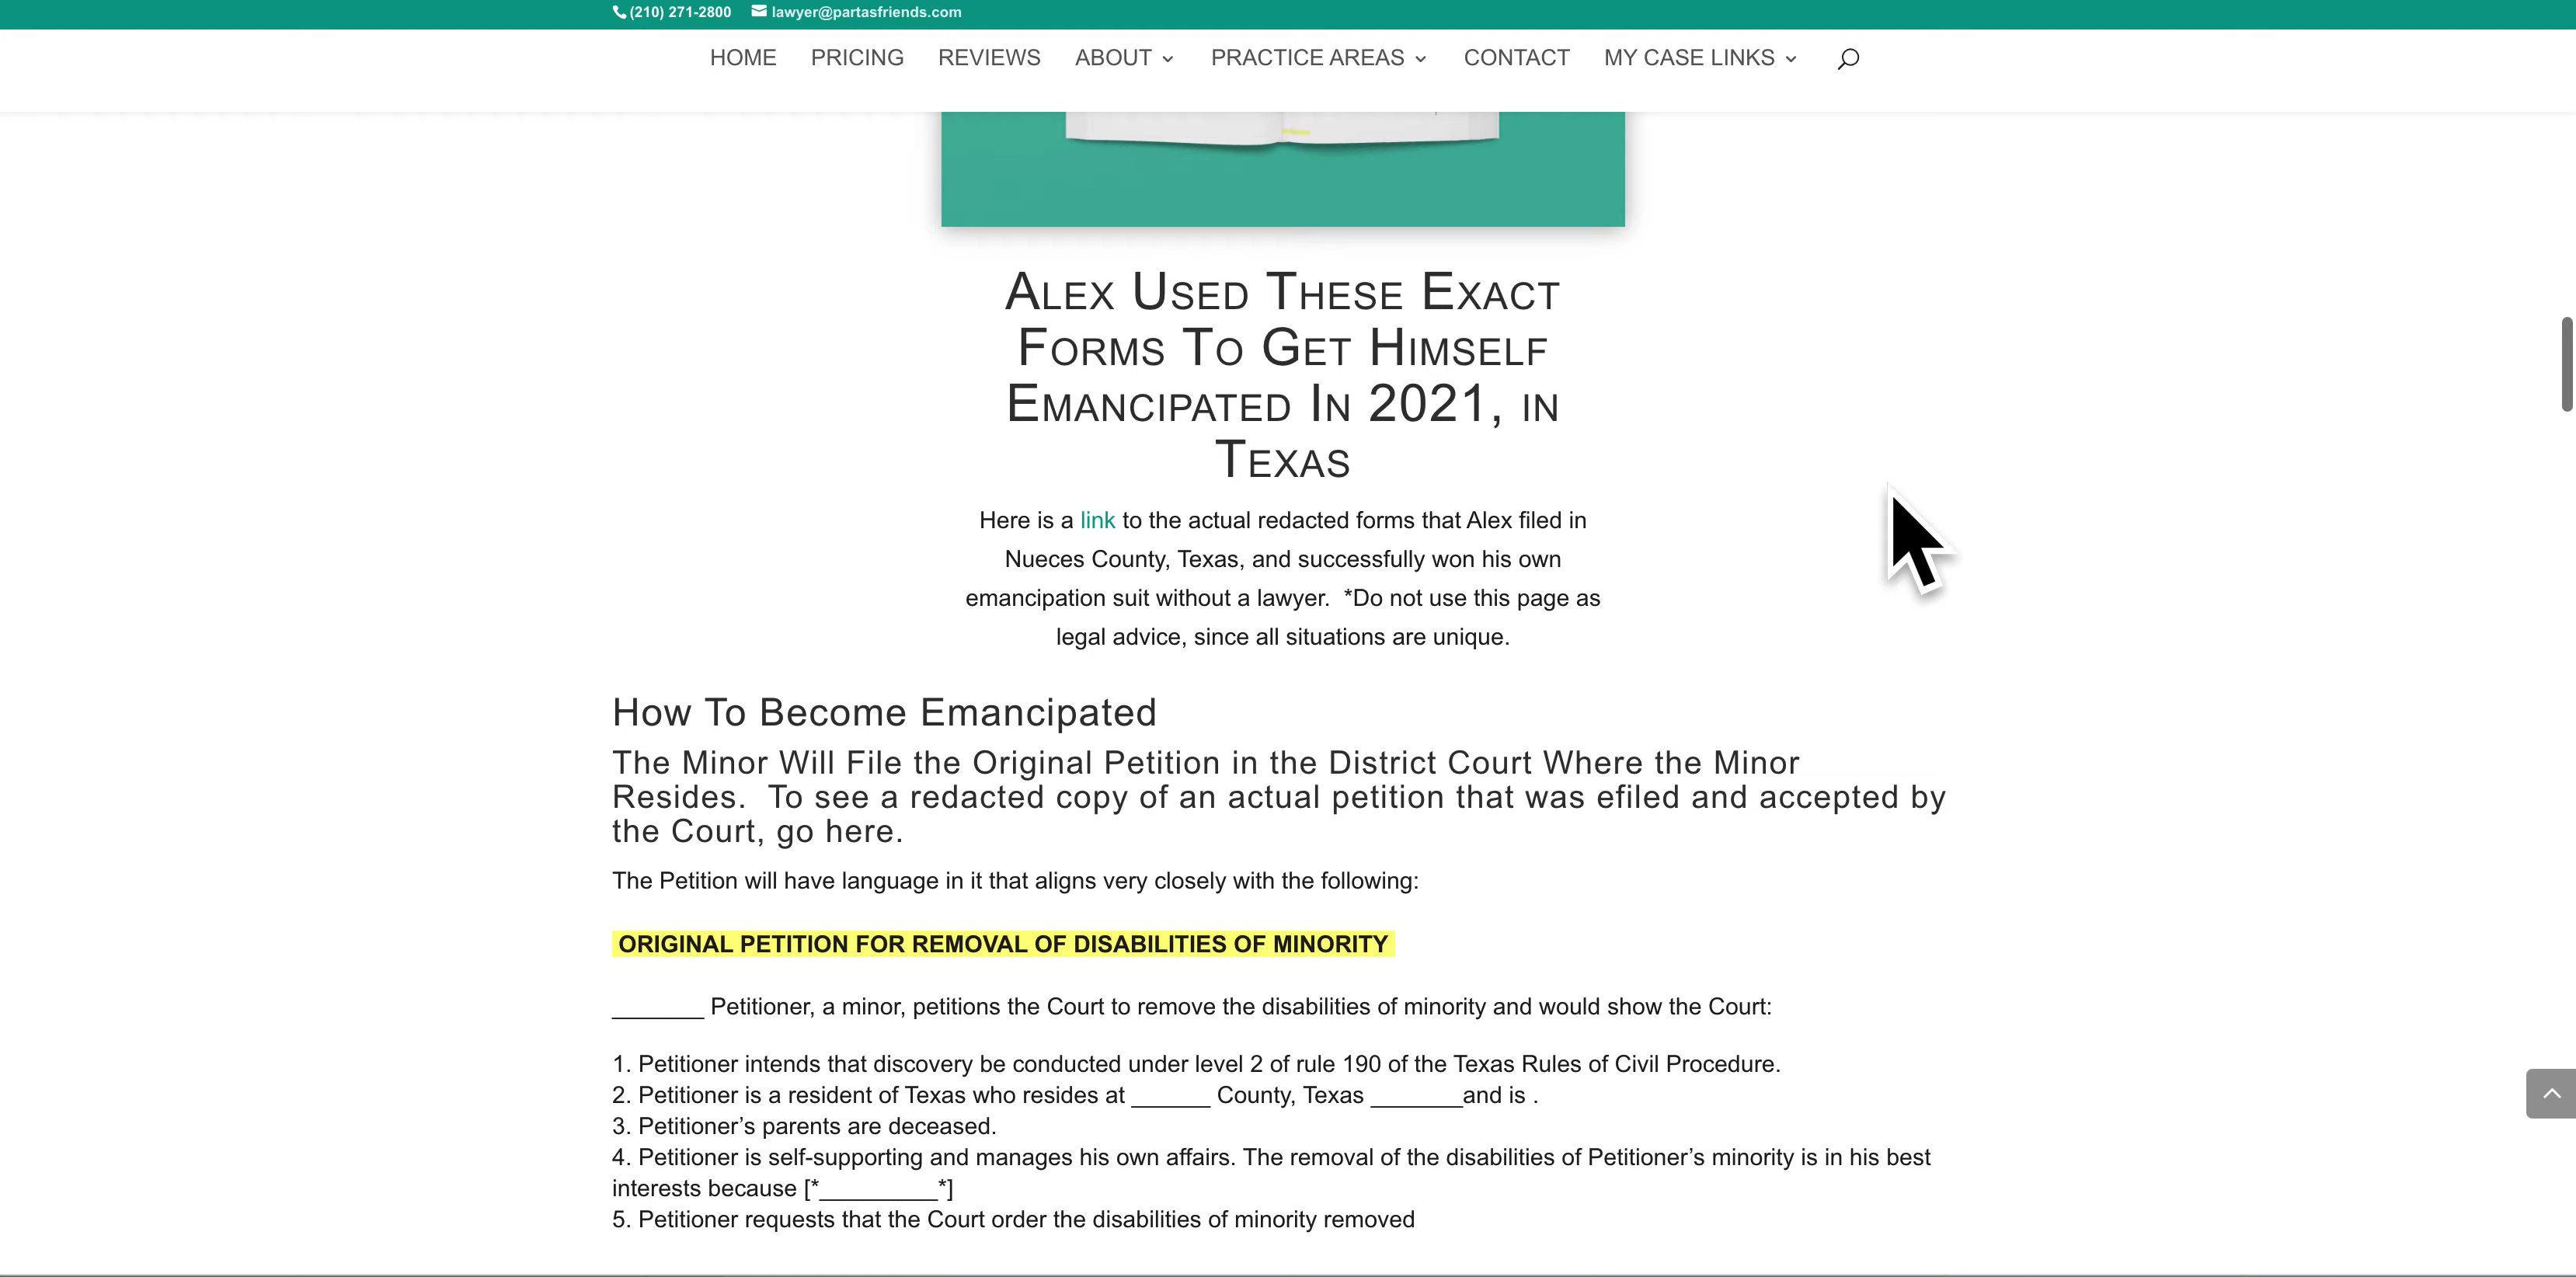 (210) 271-2800 lawyer@partasfriends.com
HOME PRICING REVIEWS ABOUT PRACTICE AREAS CONTACT MY CASE LINKS
Alex Used These Exact
Forms To Get Himself
Emancipated In 2021, in
Texas
Here is a link to the actual redacted forms that Alex filed in
Nueces County, Texas, and successfully won his own
emancipation suit without a lawyer.  *Do not use this page as
legal advice, since all situations are unique.
How To Become Emancipated
The Minor Will File the Original Petition in the District Court Where the Minor
Resides.  To see a redacted copy of an actual petition that was efiled and accepted by
the Court, go here.
The Petition will have language in it that aligns very closely with the following:
ORIGINAL PETITION FOR REMOVAL OF DISABILITIES OF MINORITY
_______ Petitioner, a minor, petitions the Court to remove the disabilities of minority and would show the Court:
1. Petitioner intends that discovery be conducted under level 2 of rule 190 of the Texas Rules of Civil Procedure.
2. Petitioner is a resident of Texas who resides at ______ County, Texas _______and is .
3. Petitioner’s parents are deceased.
4. Petitioner is self-supporting and manages his own affairs. The removal of the disabilities of Petitioner’s minority is in his best
interests because [*_________*]
5. Petitioner requests that the Court order the disabilities of minority removed